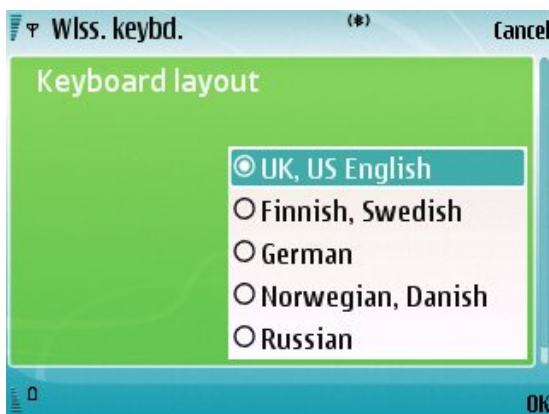 Wlss. keybd.
Cancel
Keyboard layout
UK, US English
Finnish, Swedish
German
Norwegian, Danish
Russian
Ok